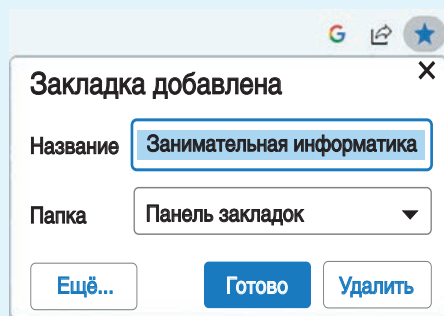 Закладка добавлена
Название Занимательная информатика
Папка Панель закладок
Ещё... Готово Удалить